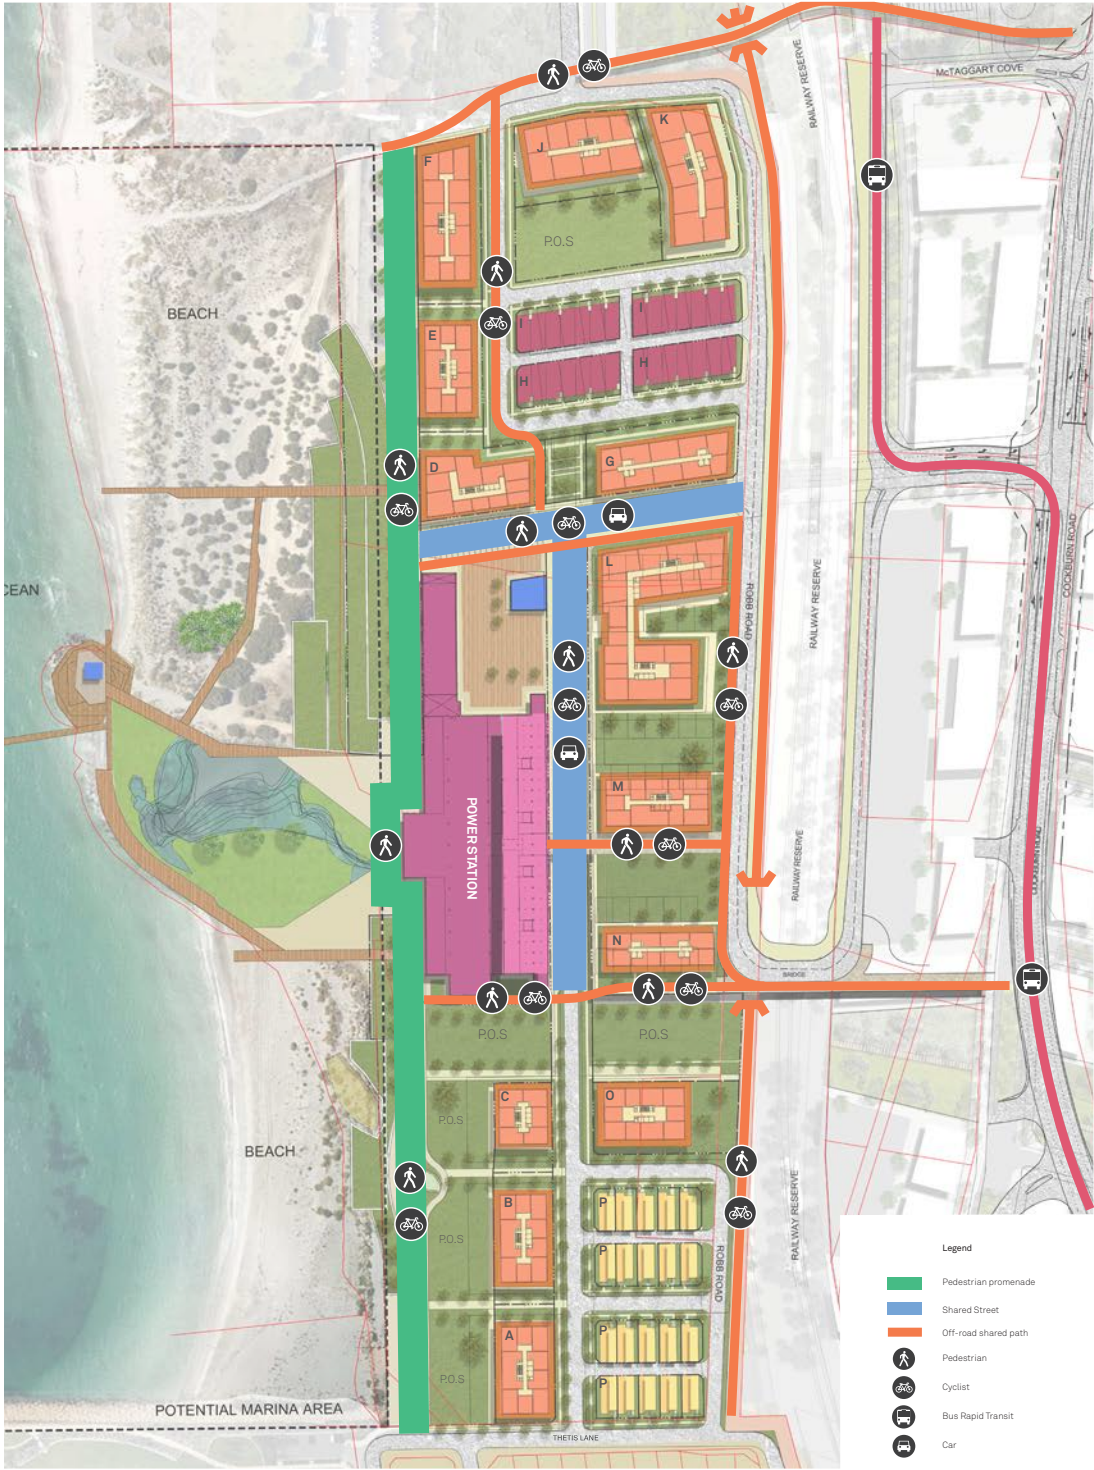 McTAGGART COVE
RAILWAY RESERVE
K
J
F
P.O.S
BEACH
I
I
E
H
H
G
D
COCKBURN ROAD
L
CEAN
ROBB ROAD
RAILWAY RESERVE
M
POWER STATION
RAILWAY RESERVE
N
BRIDGE
P.O.S
P.O.S
C
O
P.O.S
BEACH
B
P
RAILWAY RESERVE
P.O.S
P
ROBB ROAD
A
P
P.O.S
P
POTENTIAL MARINA AREA
THETIS LANE
Legend
Pedestrian promenade
Shared Street
Off-road shared path
Pedestrian
Cyclist
Bus Rapid Transit
Car